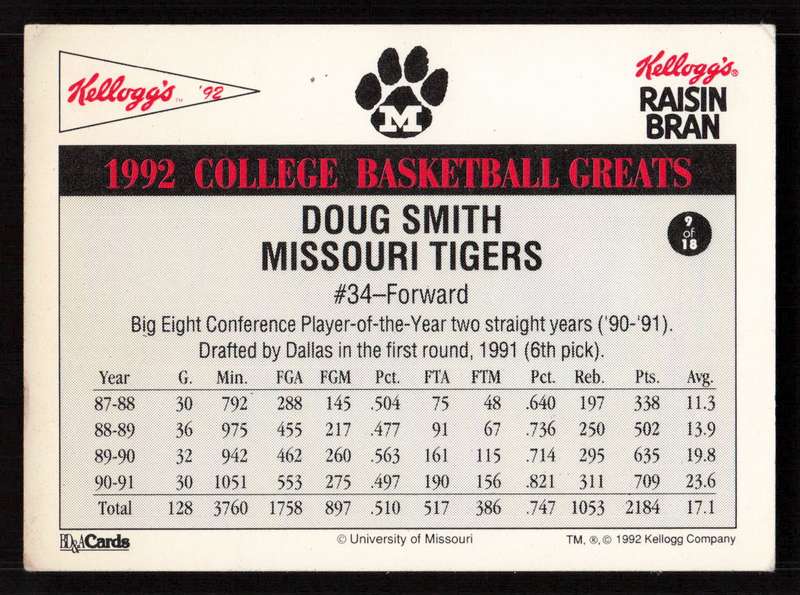 Kellogg's ™ '92
M
Kellogg's®
RAISIN
BRAN
1992 COLLEGE BASKETBALL GREATS
DOUG SMITH
MISSOURI TIGERS
9
of
18
#34–Forward
Big Eight Conference Player-of-the-Year two straight years ('90-'91).
Drafted by Dallas in the first round, 1991 (6th pick).
Year G. Min. FGA FGM Pct. FTA FTM Pct. Reb. Pts. Avg.
87-88 30 792 288 145 .504 75 48 .640 197 338 11.3
88-89 36 975 455 217 .477 91 67 .736 250 502 13.9
89-90 32 942 462 260 .563 161 115 .714 295 635 19.8
90-91 30 1051 553 275 .497 190 156 .821 311 709 23.6
Total 128 3760 1758 897 .510 517 386 .747 1053 2184 17.1
BD&A Cards
© University of Missouri
TM, ®, © 1992 Kellogg Company